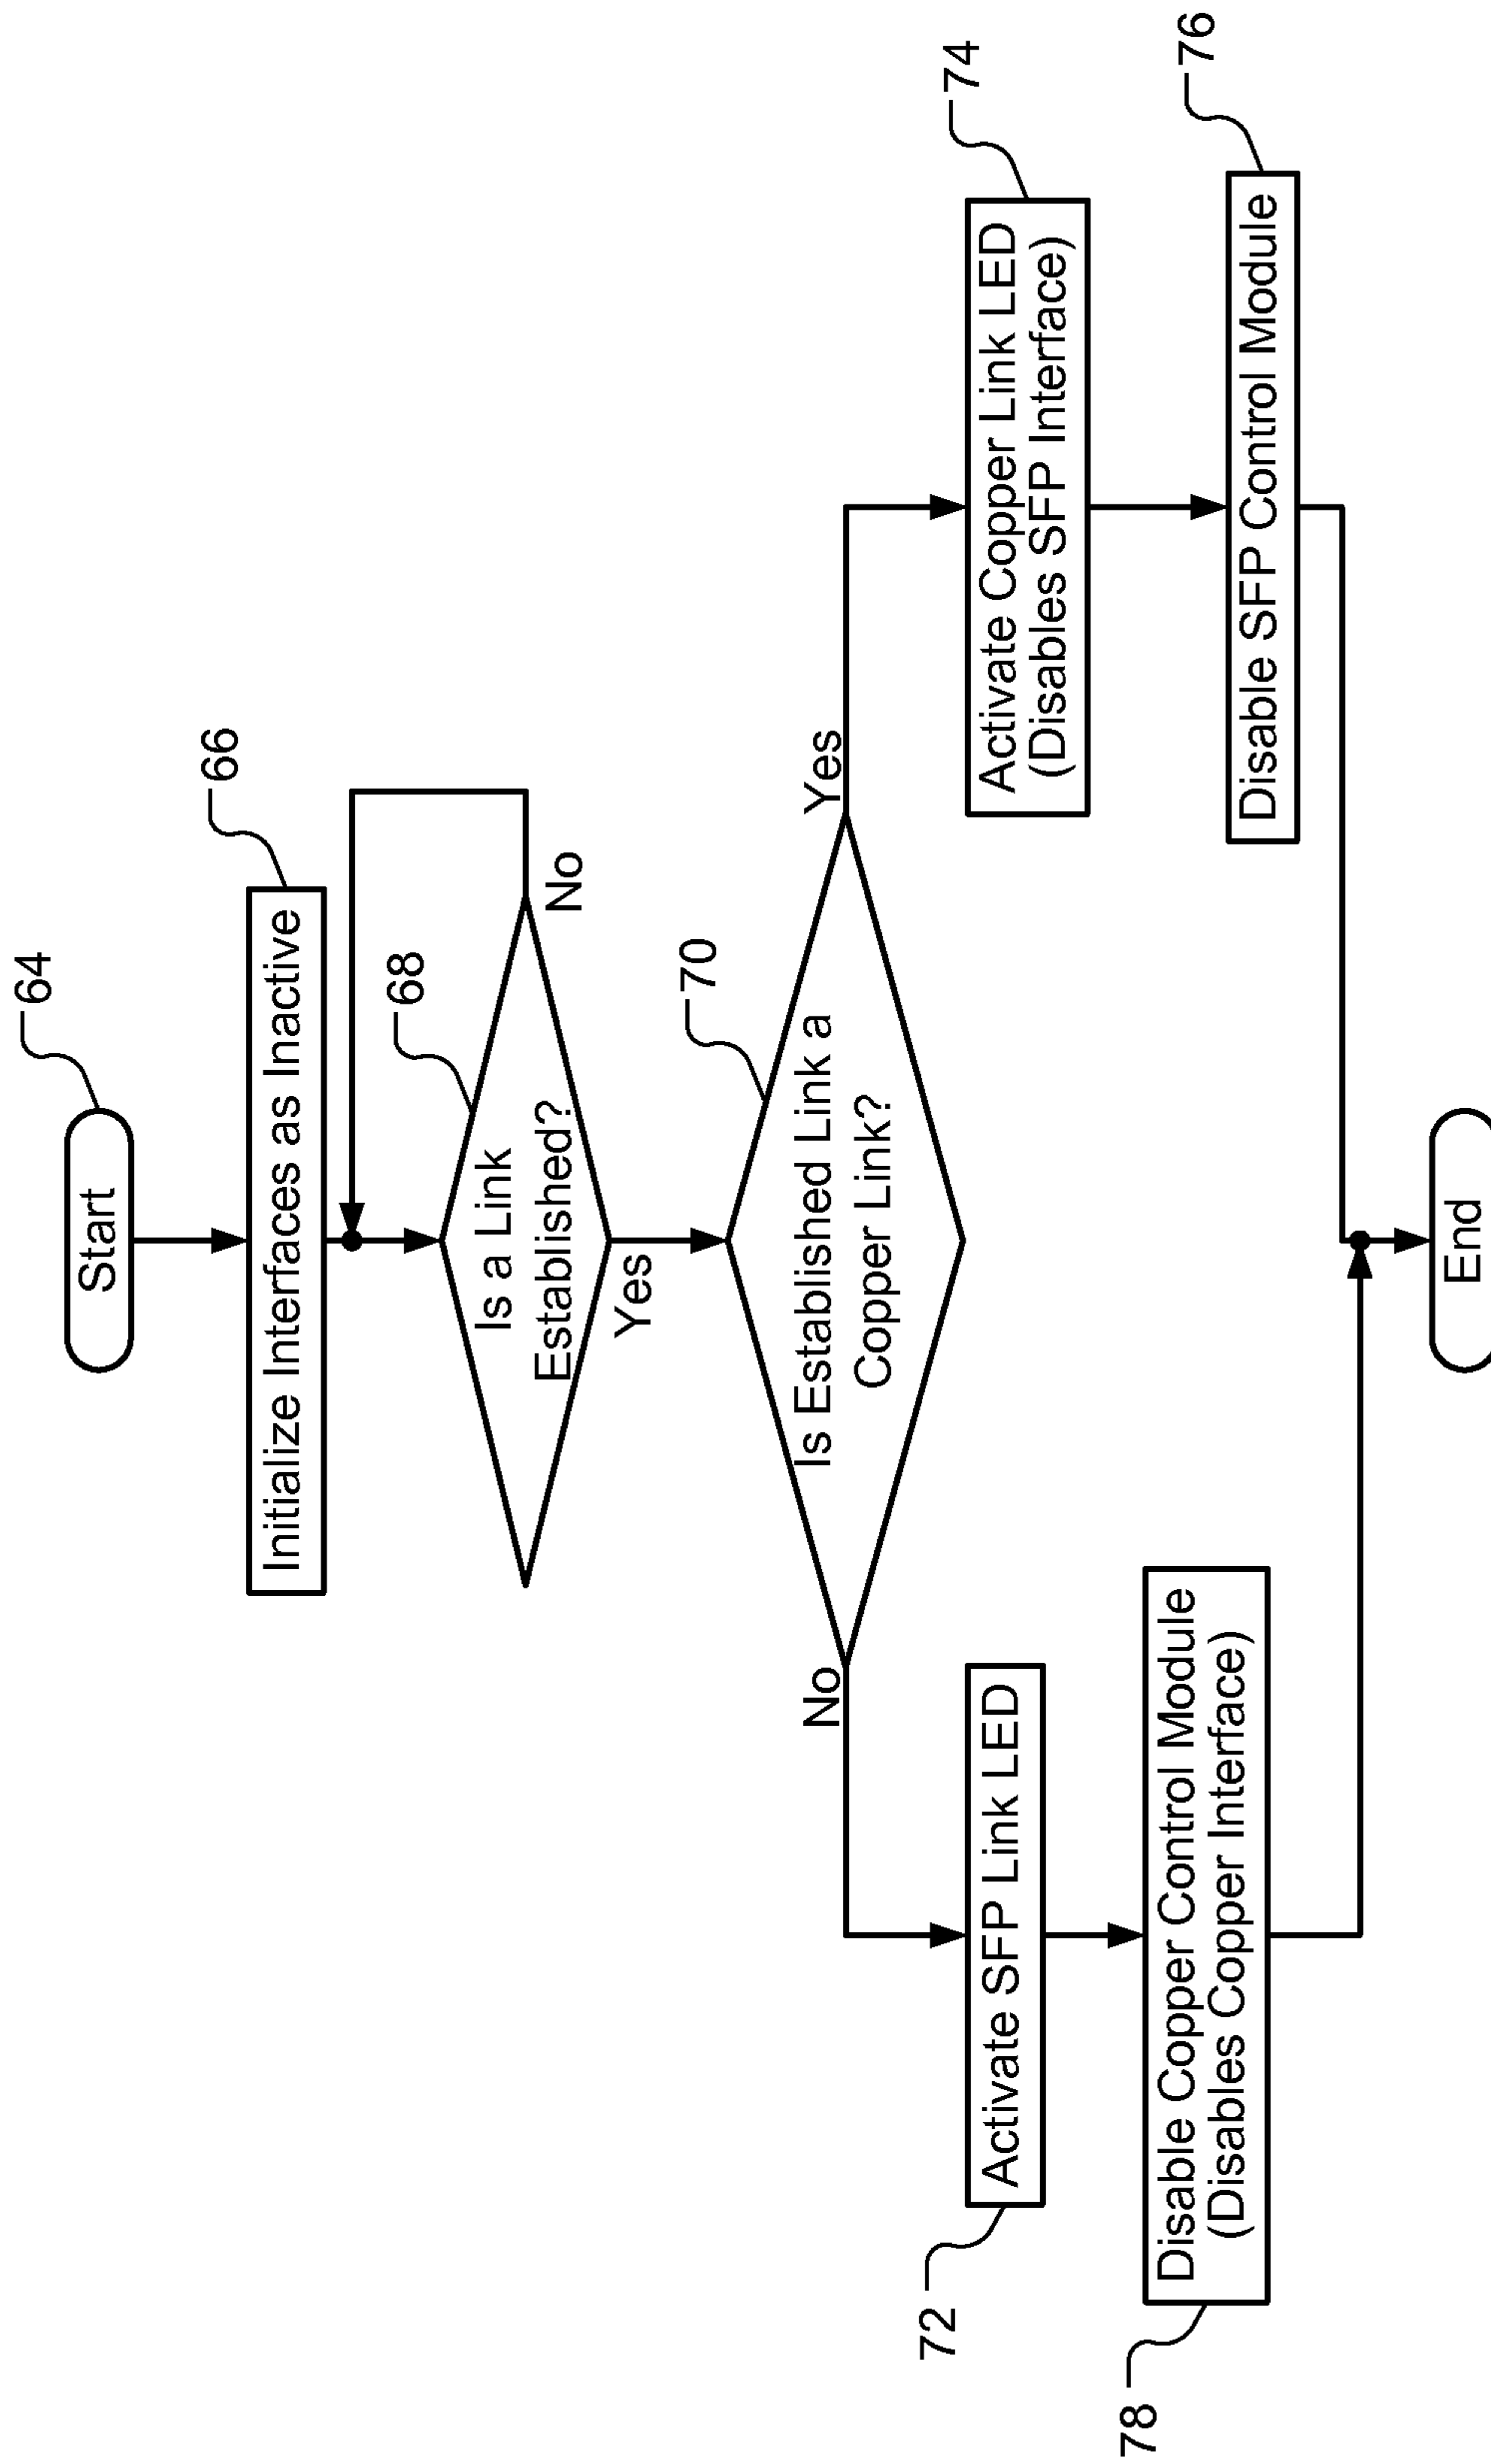 64
Start
66
Initialize Interfaces as Inactive
68
Is a Link
Established?
No
Yes
70
Is Established Link a
Copper Link?
No
Yes
72
Activate SFP Link LED
74
Activate Copper Link LED
(Disables SFP Interface)
78
Disable Copper Control Module
(Disables Copper Interface)
76
Disable SFP Control Module
End